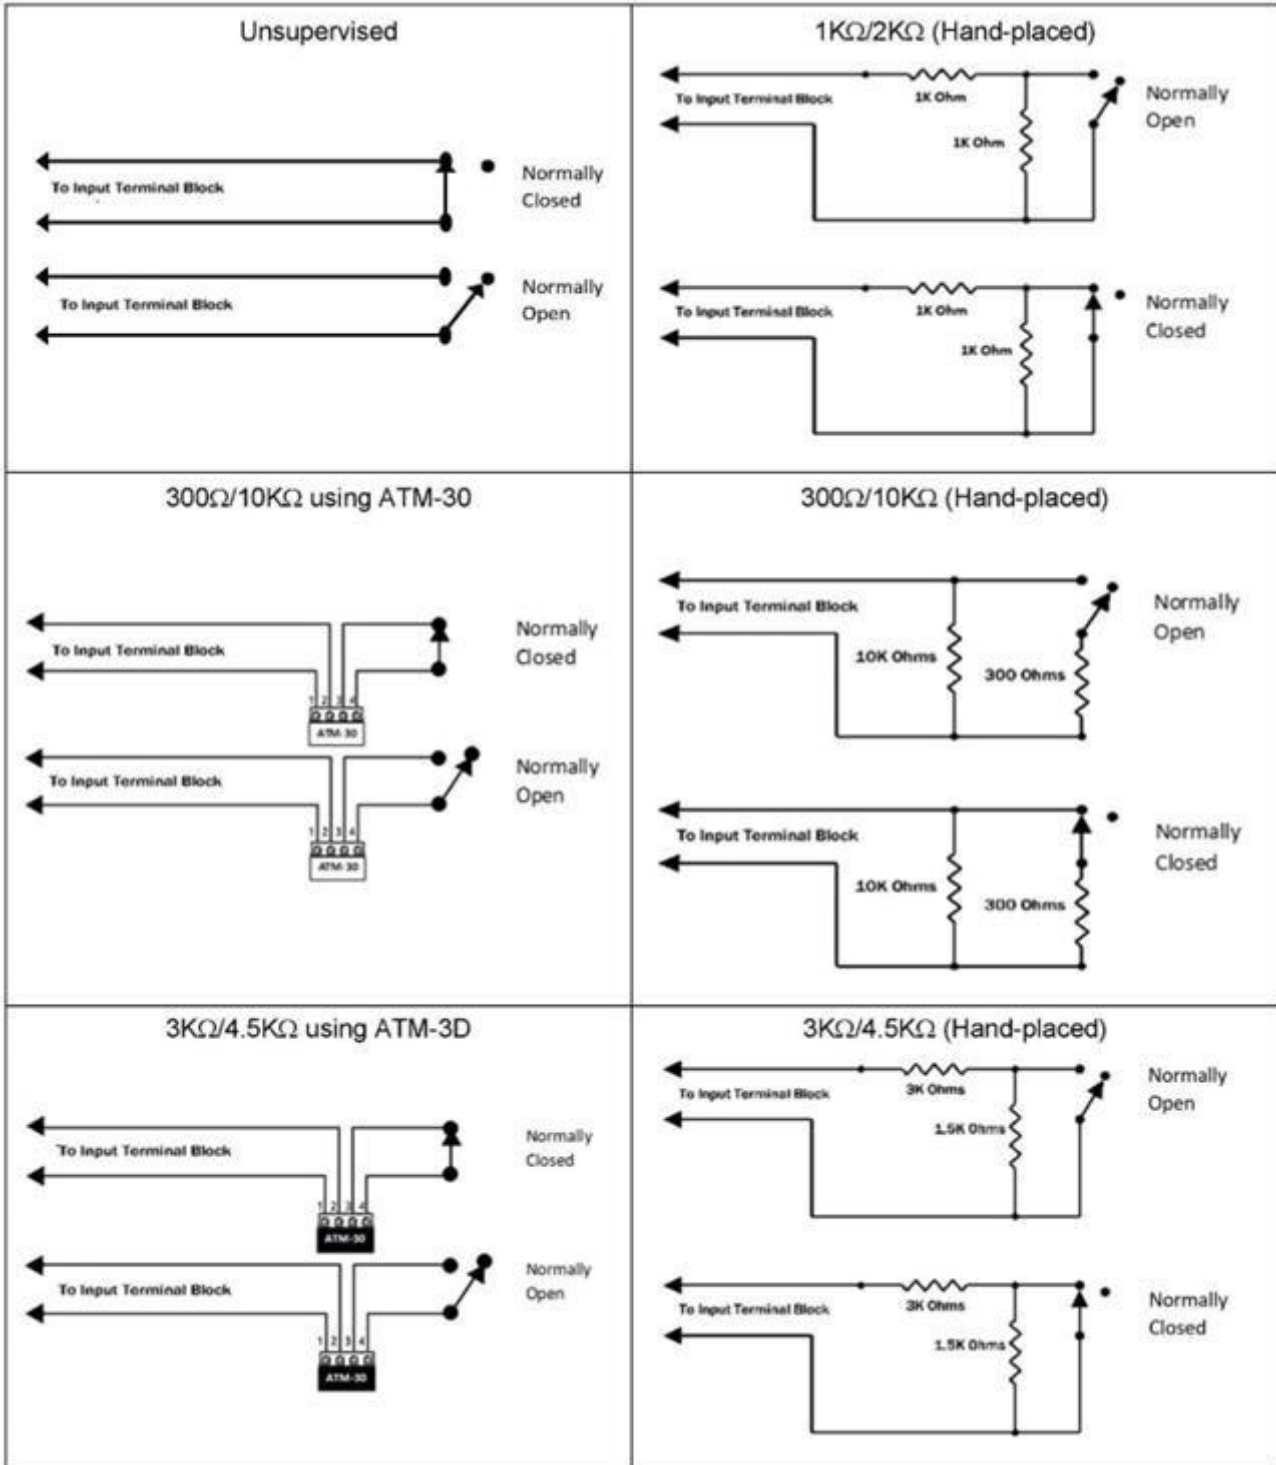 Unsupervised
To Input Terminal Block
Normally
Closed
To Input Terminal Block
Normally
Open
1KΩ/2KΩ (Hand-placed)
1K Ohm
To Input Terminal Block
1K Ohm
Normally
Open
1K Ohm
To Input Terminal Block
1K Ohm
Normally
Closed
300Ω/10KΩ using ATM-30
To Input Terminal Block
Normally
Closed
1 2 3 4
ATM-30
To Input Terminal Block
Normally
Open
1 2 3 4
ATM-30
300Ω/10KΩ (Hand-placed)
To Input Terminal Block
10K Ohms
300 Ohms
Normally
Open
To Input Terminal Block
10K Ohms
300 Ohms
Normally
Closed
3KΩ/4.5KΩ using ATM-3D
To Input Terminal Block
Normally
Closed
1 2 3 4
ATM-30
To Input Terminal Block
Normally
Open
1 2 3 4
ATM-30
3KΩ/4.5KΩ (Hand-placed)
3K Ohms
To Input Terminal Block
1.5K Ohms
Normally
Open
3K Ohms
To Input Terminal Block
1.5K Ohms
Normally
Closed